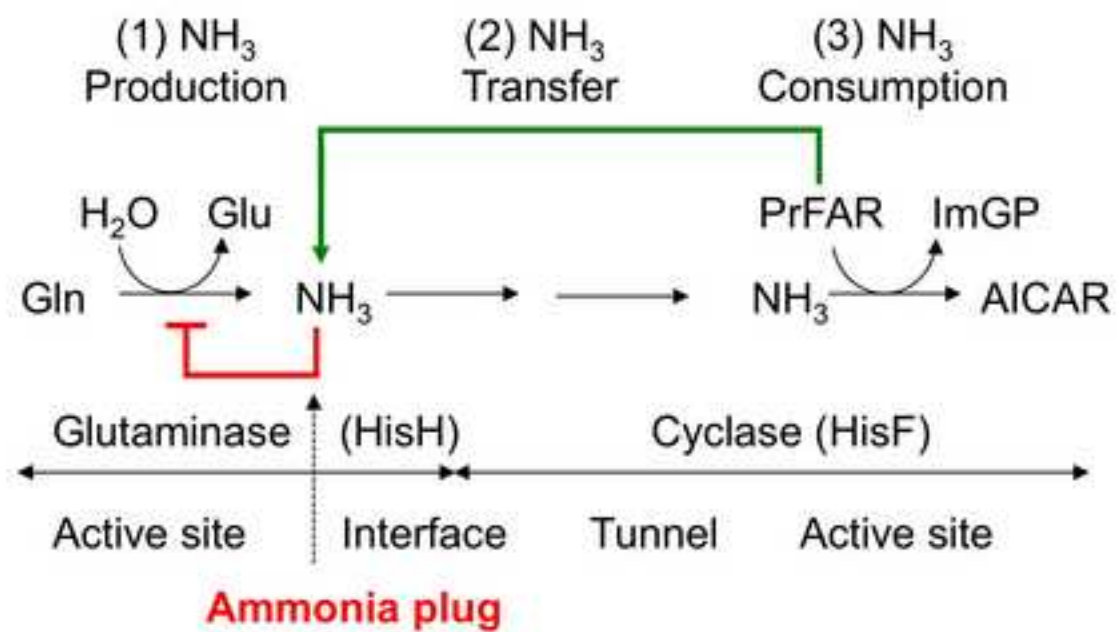 (1) NH₃ (2) NH₃ (3) NH₃
Production Transfer Consumption
H₂O Glu PrFAR ImGP
Gln NH₃ NH₃ AICAR
Glutaminase (HisH) Cyclase (HisF)
Active site Interface Tunnel Active site
Ammonia plug